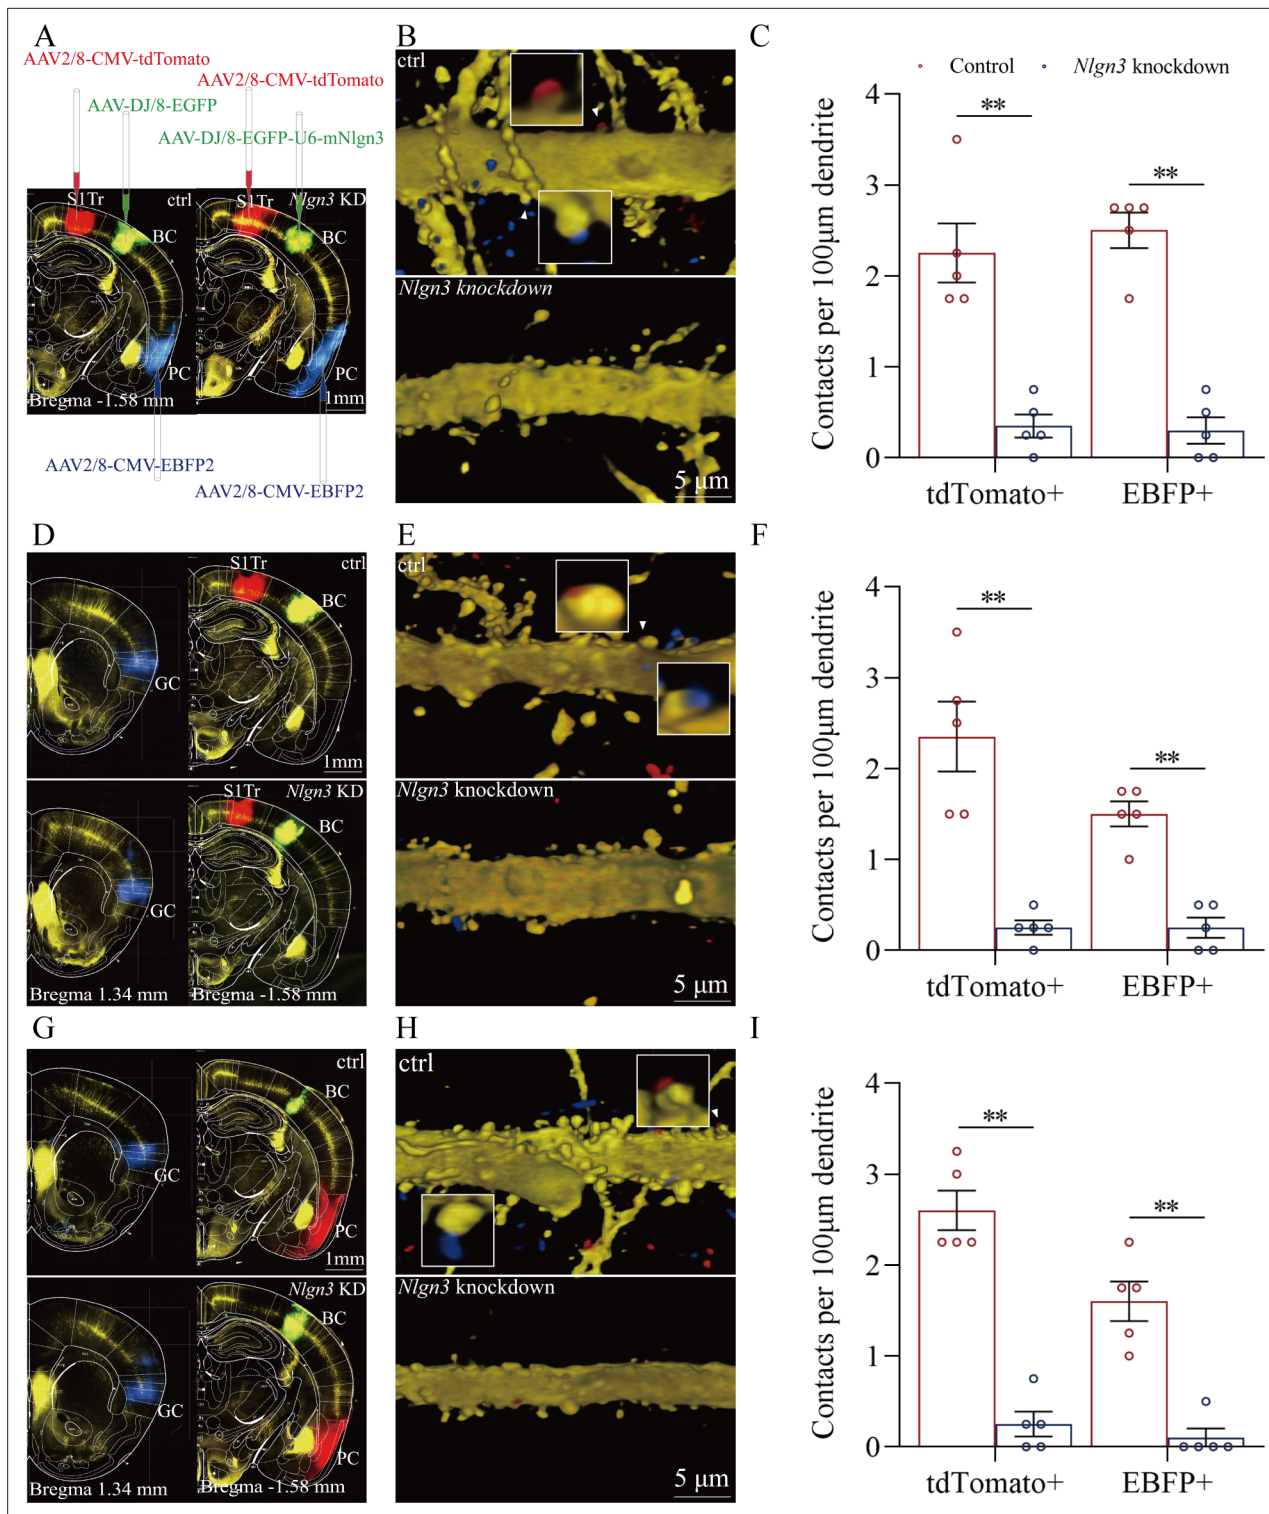 A
AAV2/8-CMV-tdTomato
AAV2/8-CMV-tdTomato
AAV-DJ/8-EGFP
AAV-DJ/8-EGFP-U6-mNlgn3
S1Tr
ctrl
S1Tr
Nlgn3 KD
BC
BC
PC
PC
Bregma -1.58 mm
1mm
AAV2/8-CMV-EBFP2
AAV2/8-CMV-EBFP2
B
ctrl
Nlgn3 knockdown
5 μm
C
Control
Nlgn3 knockdown
Contacts per 100μm dendrite
4
3
2
1
0
**
**
tdTomato+
EBFP+
D
S1Tr
ctrl
BC
GC
1mm
S1Tr
Nlgn3 KD
BC
GC
Bregma 1.34 mm
Bregma -1.58 mm
E
ctrl
Nlgn3 knockdown
5 μm
F
Contacts per 100μm dendrite
4
3
2
1
0
**
**
tdTomato+
EBFP+
G
ctrl
BC
GC
PC
1mm
Nlgn3 KD
BC
GC
PC
Bregma 1.34 mm
Bregma -1.58 mm
H
ctrl
Nlgn3 knockdown
5 μm
I
Contacts per 100μm dendrite
4
3
2
1
0
**
**
tdTomato+
EBFP+